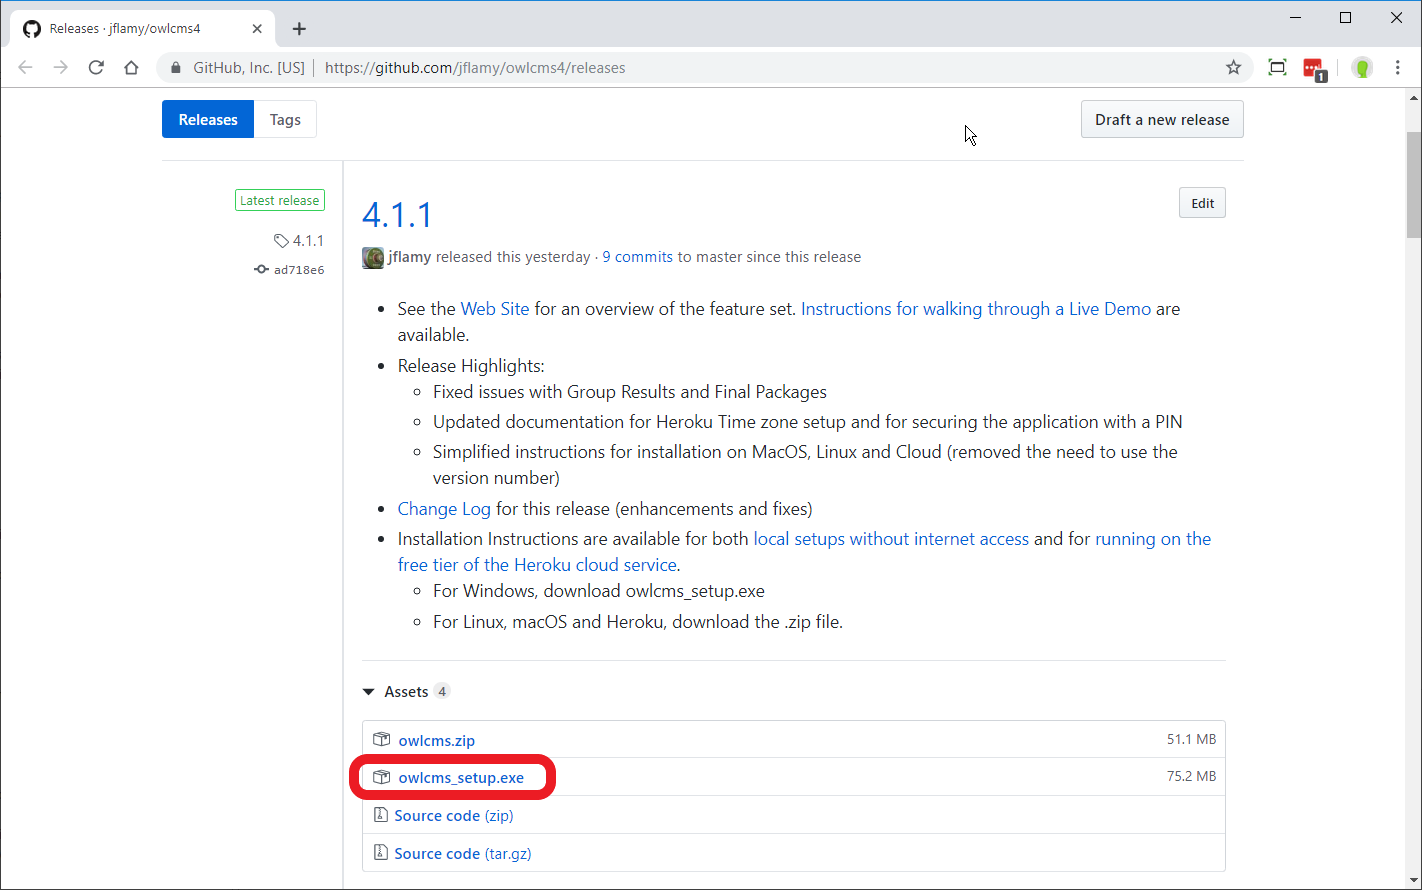 Releases · jflamy/owlcms4
GitHub, Inc. [US] | https://github.com/jflamy/owlcms4/releases
1
Releases Tags Draft a new release
Latest release
4.1.1
ad718e6
4.1.1
Edit
jflamy released this yesterday · 9 commits to master since this release
• See the Web Site for an overview of the feature set. Instructions for walking through a Live Demo are
available.
• Release Highlights:
◦ Fixed issues with Group Results and Final Packages
◦ Updated documentation for Heroku Time zone setup and for securing the application with a PIN
◦ Simplified instructions for installation on MacOS, Linux and Cloud (removed the need to use the
version number)
• Change Log for this release (enhancements and fixes)
• Installation Instructions are available for both local setups without internet access and for running on the
free tier of the Heroku cloud service.
◦ For Windows, download owlcms_setup.exe
◦ For Linux, macOS and Heroku, download the .zip file.
Assets 4
owlcms.zip 51.1 MB
owlcms_setup.exe 75.2 MB
Source code (zip)
Source code (tar.gz)